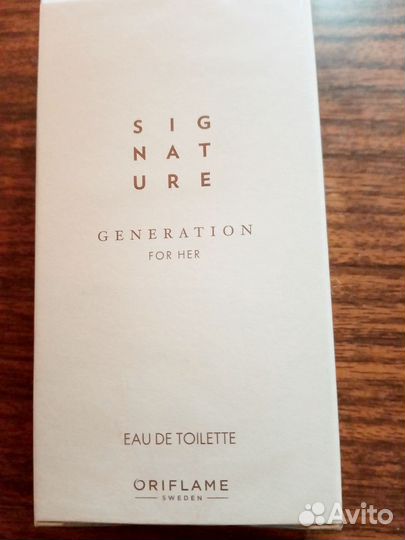 SIG
NAT
URE
GENERATION
FOR HER
EAU DE TOILETTE
ORIFLAME
SWEDEN
Avito